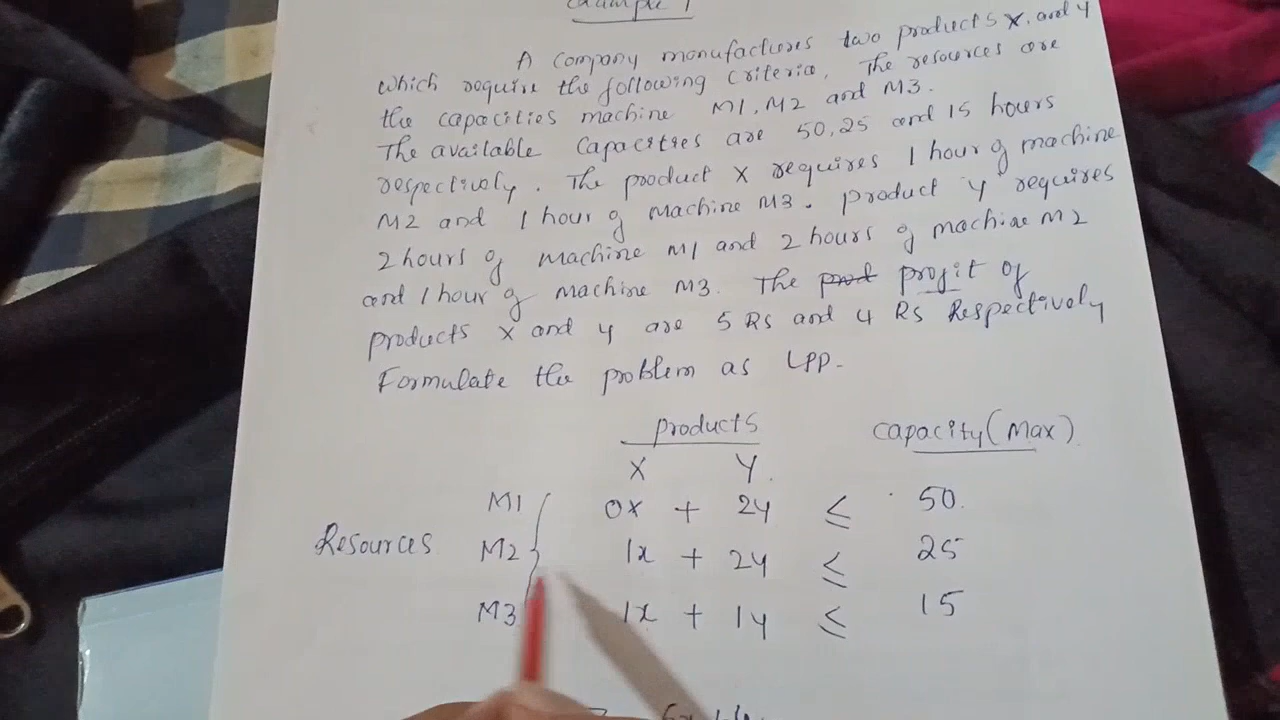 Example 1
A company manufactures two products X, and Y
which require the following criteria. The resources are
the capacities machine M1, M2 and M3.
The available capacities are 50, 25 and 15 hours
respectively. The product X requires 1 hour of machine
M2 and 1 hour of machine M3. product Y requires
2 hours of machine M1 and 2 hours of machine M2
and 1 hour of machine M3. The prod profit of
products X and Y are 5 RS and 4 RS Respectively
Formulate the problem as LPP.
products capacity (Max)
X Y
M1 0x + 2y ≤ 50
Resources M2 1x + 2y ≤ 25
M3 1x + 1y ≤ 15